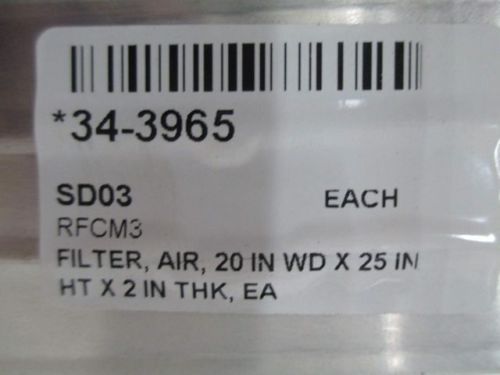 *34-3965
SD03 EACH
RFCM3
FILTER, AIR, 20 IN WD X 25 IN
HT X 2 IN THK, EA